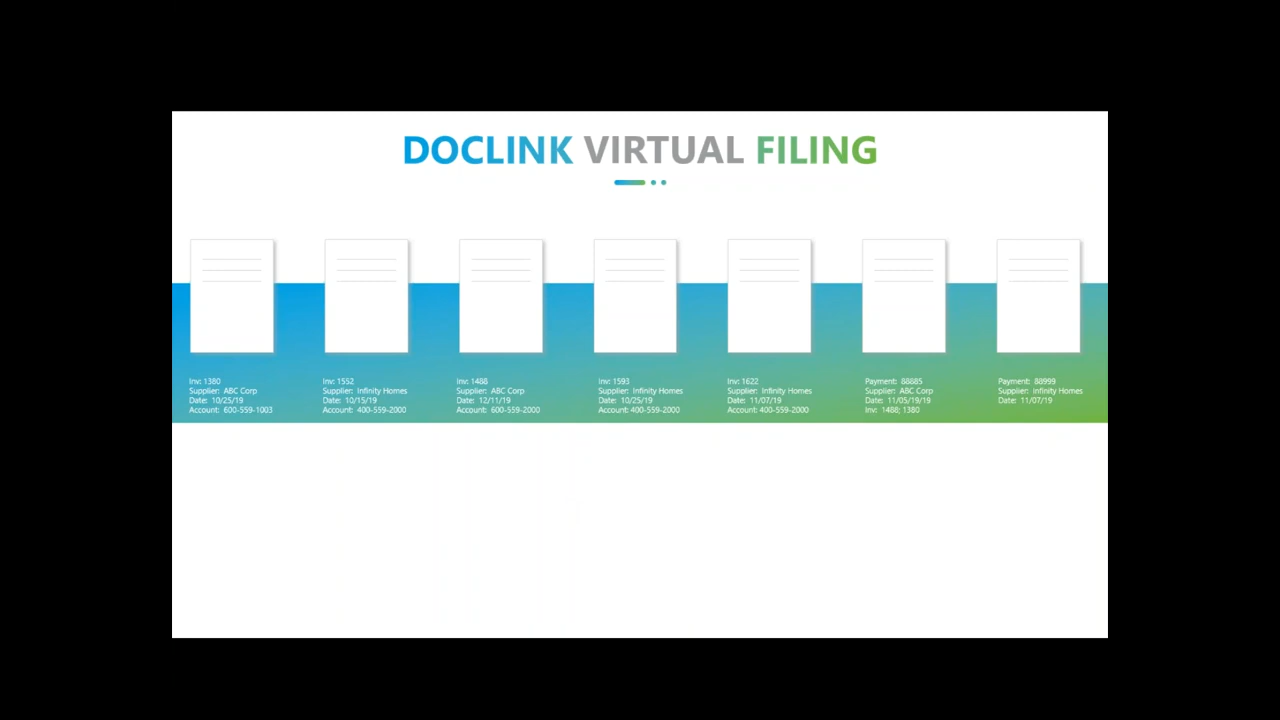 DOCLINK VIRTUAL FILING
Inv: 1380
Supplier: ABC Corp
Date: 10/25/19
Account: 600-559-1003
Inv: 1552
Supplier: Infinity Homes
Date: 10/15/19
Account: 400-559-2000
Inv: 1488
Supplier: ABC Corp
Date: 12/11/19
Account: 600-559-2000
Inv: 1593
Supplier: Infinity Homes
Date: 10/25/19
Account: 400-559-2000
Inv: 1622
Supplier: Infinity Homes
Date: 11/07/19
Account: 400-559-2000
Payment: 88885
Supplier: ABC Corp
Date: 11/05/19/19
Inv: 1488; 1380
Payment: 88999
Supplier: Infinity Homes
Date: 11/07/19